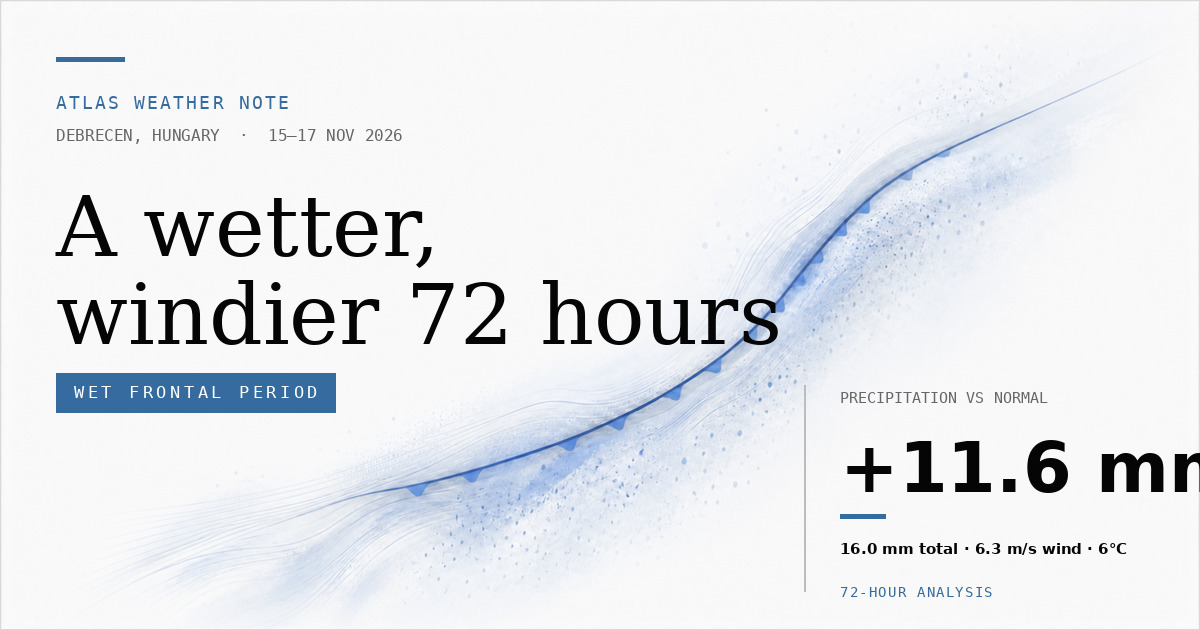 ATLAS WEATHER NOTE
DEBRECEN, HUNGARY · 15–17 NOV 2026
A wetter,
windier 72 hours
WET FRONTAL PERIOD
PRECIPITATION VS NORMAL
+11.6 mm
16.0 mm total · 6.3 m/s wind · 6°C
72-HOUR ANALYSIS